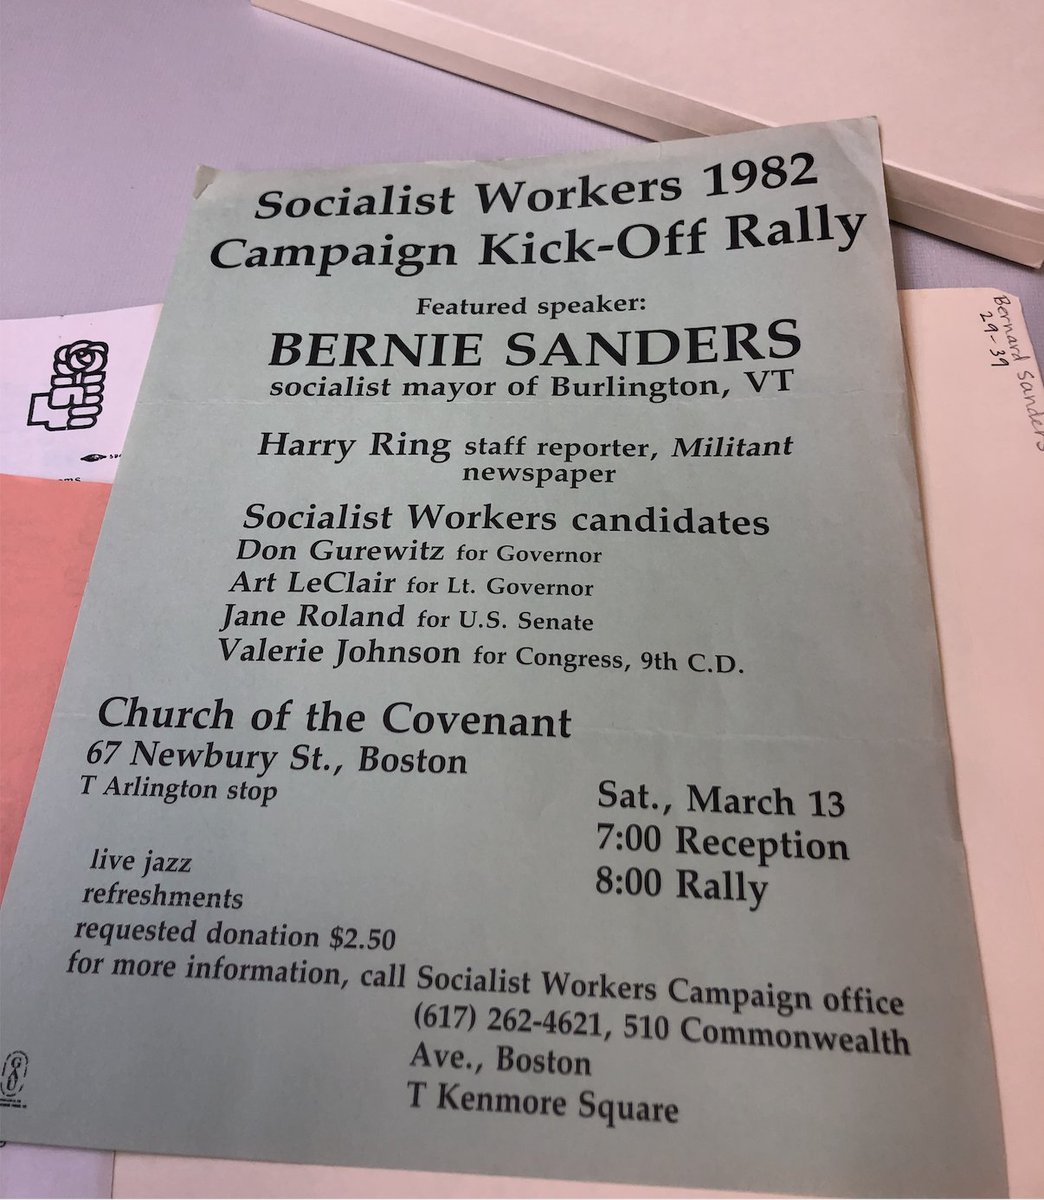 Socialist Workers 1982
Campaign Kick-Off Rally
Featured speaker:
BERNIE SANDERS
socialist mayor of Burlington, VT
Harry Ring staff reporter, Militant
newspaper
Socialist Workers candidates
Don Gurewitz for Governor
Art LeClair for Lt. Governor
Jane Roland for U.S. Senate
Valerie Johnson for Congress, 9th C.D.
Church of the Covenant
67 Newbury St., Boston
T Arlington stop
Sat., March 13
7:00 Reception
8:00 Rally
live jazz
refreshments
requested donation $2.50
for more information, call Socialist Workers Campaign office
(617) 262-4621, 510 Commonwealth
Ave., Boston
T Kenmore Square
Bernard Sanders
29-39